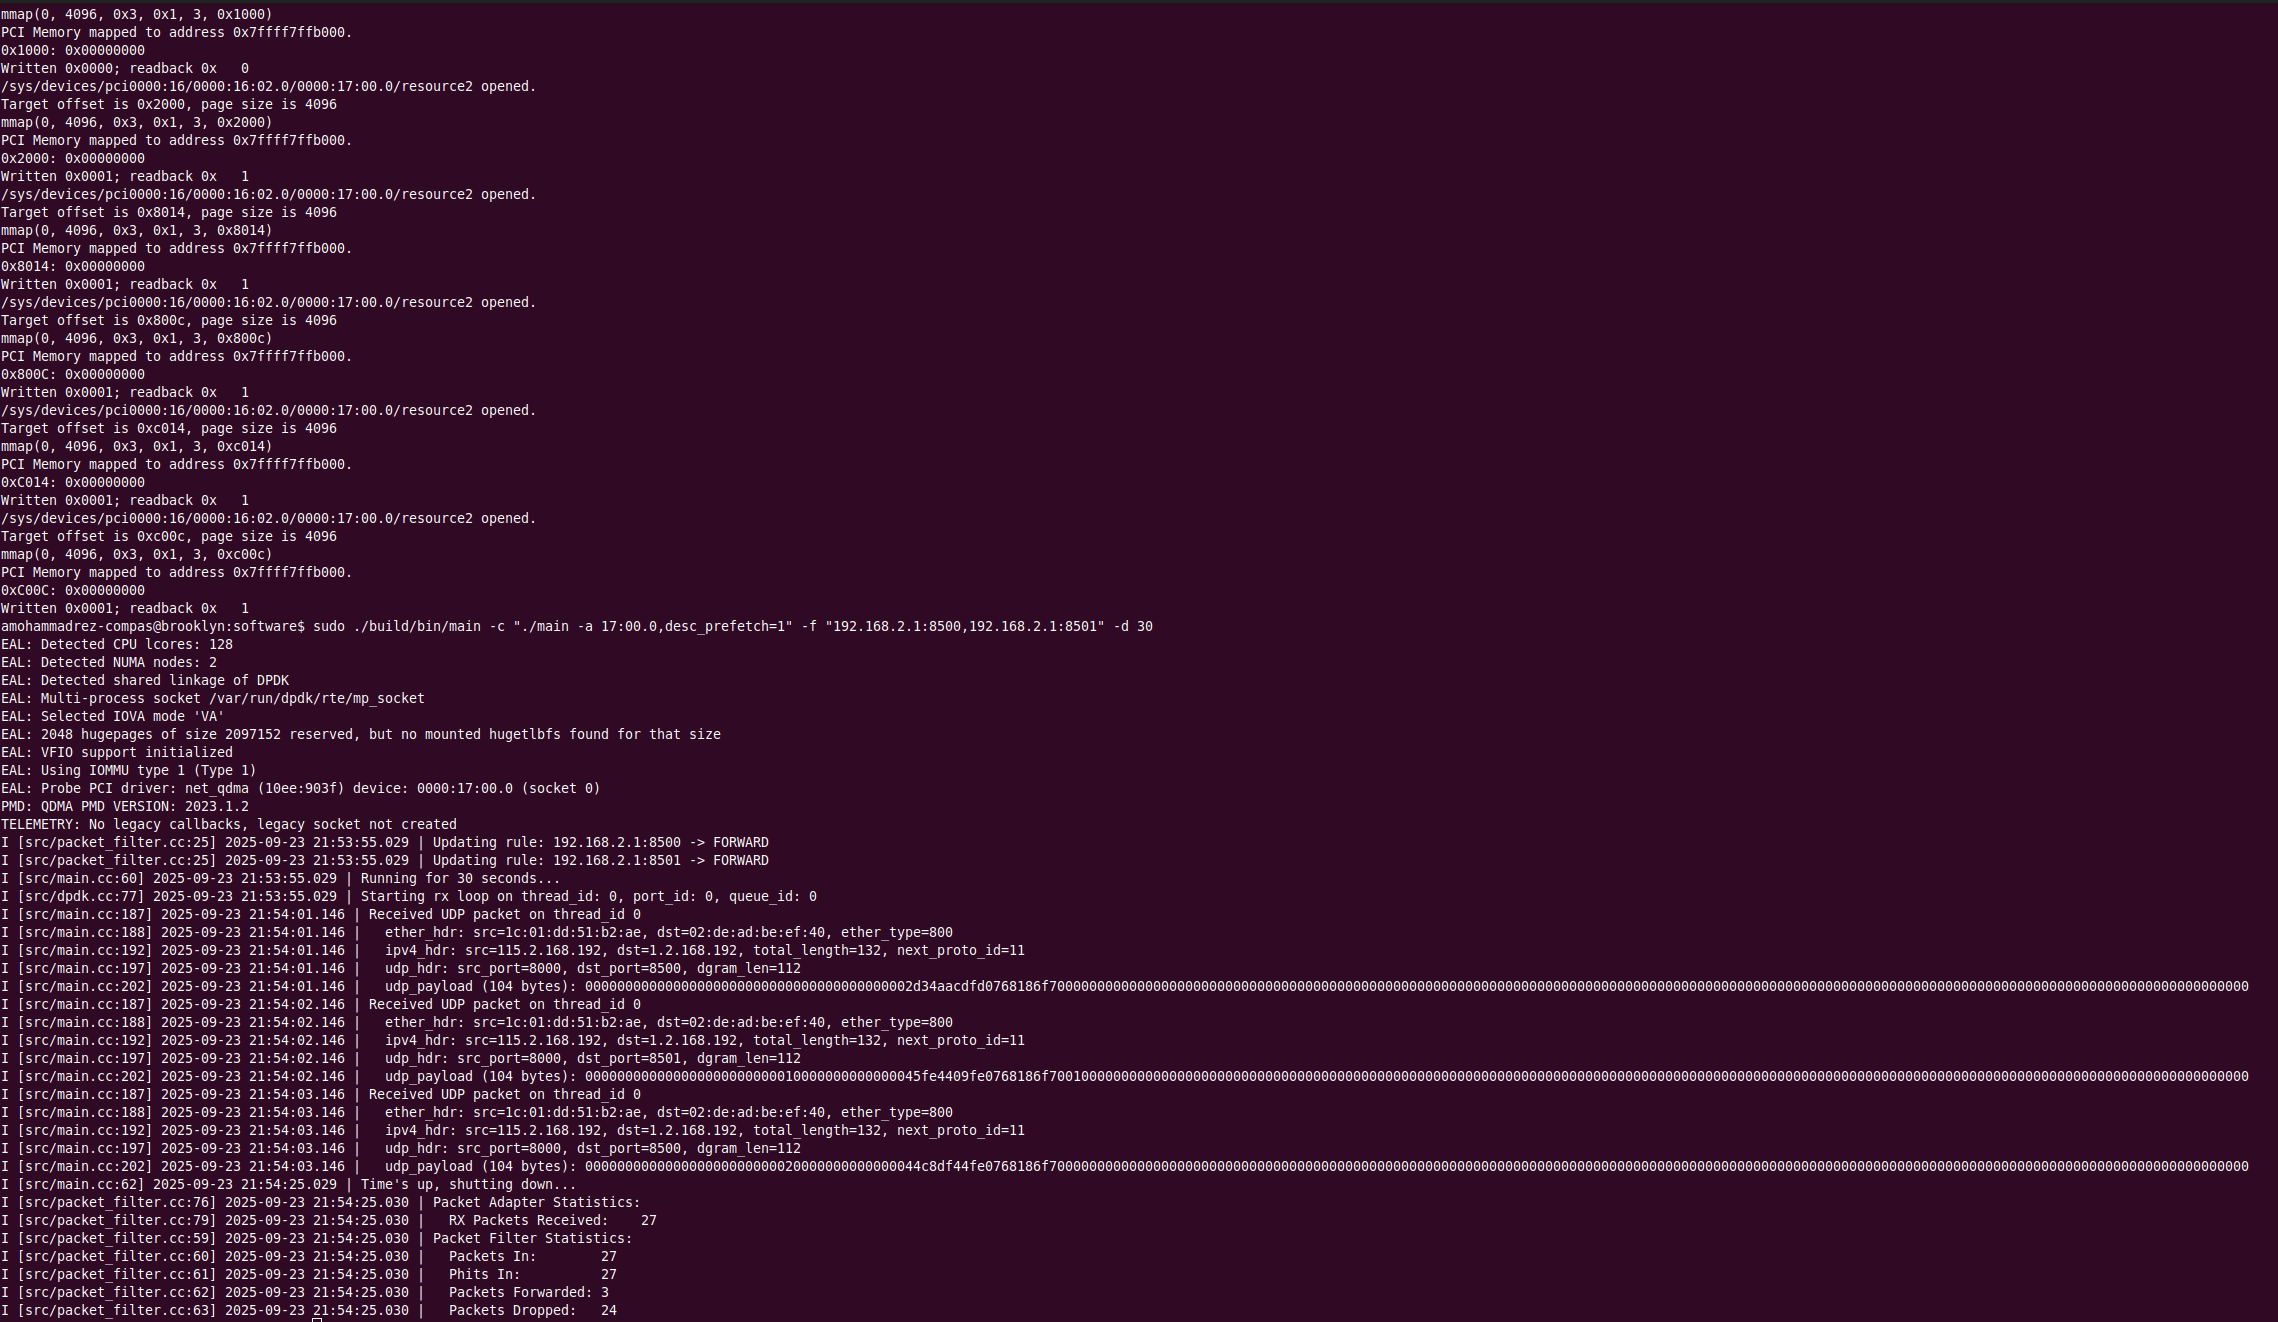 mmap(0, 4096, 0x3, 0x1, 3, 0x1000)
PCI Memory mapped to address 0x7ffff7ffb000.
0x1000: 0x00000000
Written 0x0000; readback 0x   0
/sys/devices/pci0000:16/0000:16:02.0/0000:17:00.0/resource2 opened.
Target offset is 0x2000, page size is 4096
mmap(0, 4096, 0x3, 0x1, 3, 0x2000)
PCI Memory mapped to address 0x7ffff7ffb000.
0x2000: 0x00000000
Written 0x0001; readback 0x   1
/sys/devices/pci0000:16/0000:16:02.0/0000:17:00.0/resource2 opened.
Target offset is 0x8014, page size is 4096
mmap(0, 4096, 0x3, 0x1, 3, 0x8014)
PCI Memory mapped to address 0x7ffff7ffb000.
0x8014: 0x00000000
Written 0x0001; readback 0x   1
/sys/devices/pci0000:16/0000:16:02.0/0000:17:00.0/resource2 opened.
Target offset is 0x800c, page size is 4096
mmap(0, 4096, 0x3, 0x1, 3, 0x800c)
PCI Memory mapped to address 0x7ffff7ffb000.
0x800C: 0x00000000
Written 0x0001; readback 0x   1
/sys/devices/pci0000:16/0000:16:02.0/0000:17:00.0/resource2 opened.
Target offset is 0xc014, page size is 4096
mmap(0, 4096, 0x3, 0x1, 3, 0xc014)
PCI Memory mapped to address 0x7ffff7ffb000.
0xC014: 0x00000000
Written 0x0001; readback 0x   1
/sys/devices/pci0000:16/0000:16:02.0/0000:17:00.0/resource2 opened.
Target offset is 0xc00c, page size is 4096
mmap(0, 4096, 0x3, 0x1, 3, 0xc00c)
PCI Memory mapped to address 0x7ffff7ffb000.
0xC00C: 0x00000000
Written 0x0001; readback 0x   1
amohammadrez-compas@brooklyn:software$ sudo ./build/bin/main -c "./main -a 17:00.0,desc_prefetch=1" -f "192.168.2.1:8500,192.168.2.1:8501" -d 30
EAL: Detected CPU lcores: 128
EAL: Detected NUMA nodes: 2
EAL: Detected shared linkage of DPDK
EAL: Multi-process socket /var/run/dpdk/rte/mp_socket
EAL: Selected IOVA mode 'VA'
EAL: 2048 hugepages of size 2097152 reserved, but no mounted hugetlbfs found for that size
EAL: VFIO support initialized
EAL: Using IOMMU type 1 (Type 1)
EAL: Probe PCI driver: net_qdma (10ee:903f) device: 0000:17:00.0 (socket 0)
PMD: QDMA PMD VERSION: 2023.1.2
TELEMETRY: No legacy callbacks, legacy socket not created
I [src/packet_filter.cc:25] 2025-09-23 21:53:55.029 | Updating rule: 192.168.2.1:8500 -> FORWARD
I [src/packet_filter.cc:25] 2025-09-23 21:53:55.029 | Updating rule: 192.168.2.1:8501 -> FORWARD
I [src/main.cc:60] 2025-09-23 21:53:55.029 | Running for 30 seconds...
I [src/dpdk.cc:77] 2025-09-23 21:53:55.029 | Starting rx loop on thread_id: 0, port_id: 0, queue_id: 0
I [src/main.cc:187] 2025-09-23 21:54:01.146 | Received UDP packet on thread_id 0
I [src/main.cc:188] 2025-09-23 21:54:01.146 |   ether_hdr: src=1c:01:dd:51:b2:ae, dst=02:de:ad:be:ef:40, ether_type=800
I [src/main.cc:192] 2025-09-23 21:54:01.146 |   ipv4_hdr: src=115.2.168.192, dst=1.2.168.192, total_length=132, next_proto_id=11
I [src/main.cc:197] 2025-09-23 21:54:01.146 |   udp_hdr: src_port=8000, dst_port=8500, dgram_len=112
I [src/main.cc:202] 2025-09-23 21:54:01.146 |   udp_payload (104 bytes): 00000000000000000000000000000000000000002d34aacdfd0768186f700000000000000000000000000000000000000000000000000000000000000000000000000000000000000000000000000000000000000000000000000000000000000000000000000000000
I [src/main.cc:187] 2025-09-23 21:54:02.146 | Received UDP packet on thread_id 0
I [src/main.cc:188] 2025-09-23 21:54:02.146 |   ether_hdr: src=1c:01:dd:51:b2:ae, dst=02:de:ad:be:ef:40, ether_type=800
I [src/main.cc:192] 2025-09-23 21:54:02.146 |   ipv4_hdr: src=115.2.168.192, dst=1.2.168.192, total_length=132, next_proto_id=11
I [src/main.cc:197] 2025-09-23 21:54:02.146 |   udp_hdr: src_port=8000, dst_port=8501, dgram_len=112
I [src/main.cc:202] 2025-09-23 21:54:02.146 |   udp_payload (104 bytes): 000000000000000000000000010000000000000045fe4409fe0768186f700100000000000000000000000000000000000000000000000000000000000000000000000000000000000000000000000000000000000000000000000000000000000000000000000000000000
I [src/main.cc:187] 2025-09-23 21:54:03.146 | Received UDP packet on thread_id 0
I [src/main.cc:188] 2025-09-23 21:54:03.146 |   ether_hdr: src=1c:01:dd:51:b2:ae, dst=02:de:ad:be:ef:40, ether_type=800
I [src/main.cc:192] 2025-09-23 21:54:03.146 |   ipv4_hdr: src=115.2.168.192, dst=1.2.168.192, total_length=132, next_proto_id=11
I [src/main.cc:197] 2025-09-23 21:54:03.146 |   udp_hdr: src_port=8000, dst_port=8500, dgram_len=112
I [src/main.cc:202] 2025-09-23 21:54:03.146 |   udp_payload (104 bytes): 000000000000000000000000020000000000000044c8df44fe0768186f700000000000000000000000000000000000000000000000000000000000000000000000000000000000000000000000000000000000000000000000000000000000000000000000000000000000
I [src/main.cc:62] 2025-09-23 21:54:25.029 | Time's up, shutting down...
I [src/packet_filter.cc:76] 2025-09-23 21:54:25.030 | Packet Adapter Statistics:
I [src/packet_filter.cc:79] 2025-09-23 21:54:25.030 |   RX Packets Received:    27
I [src/packet_filter.cc:59] 2025-09-23 21:54:25.030 | Packet Filter Statistics:
I [src/packet_filter.cc:60] 2025-09-23 21:54:25.030 |   Packets In:        27
I [src/packet_filter.cc:61] 2025-09-23 21:54:25.030 |   Phits In:          27
I [src/packet_filter.cc:62] 2025-09-23 21:54:25.030 |   Packets Forwarded: 3
I [src/packet_filter.cc:63] 2025-09-23 21:54:25.030 |   Packets Dropped:   24